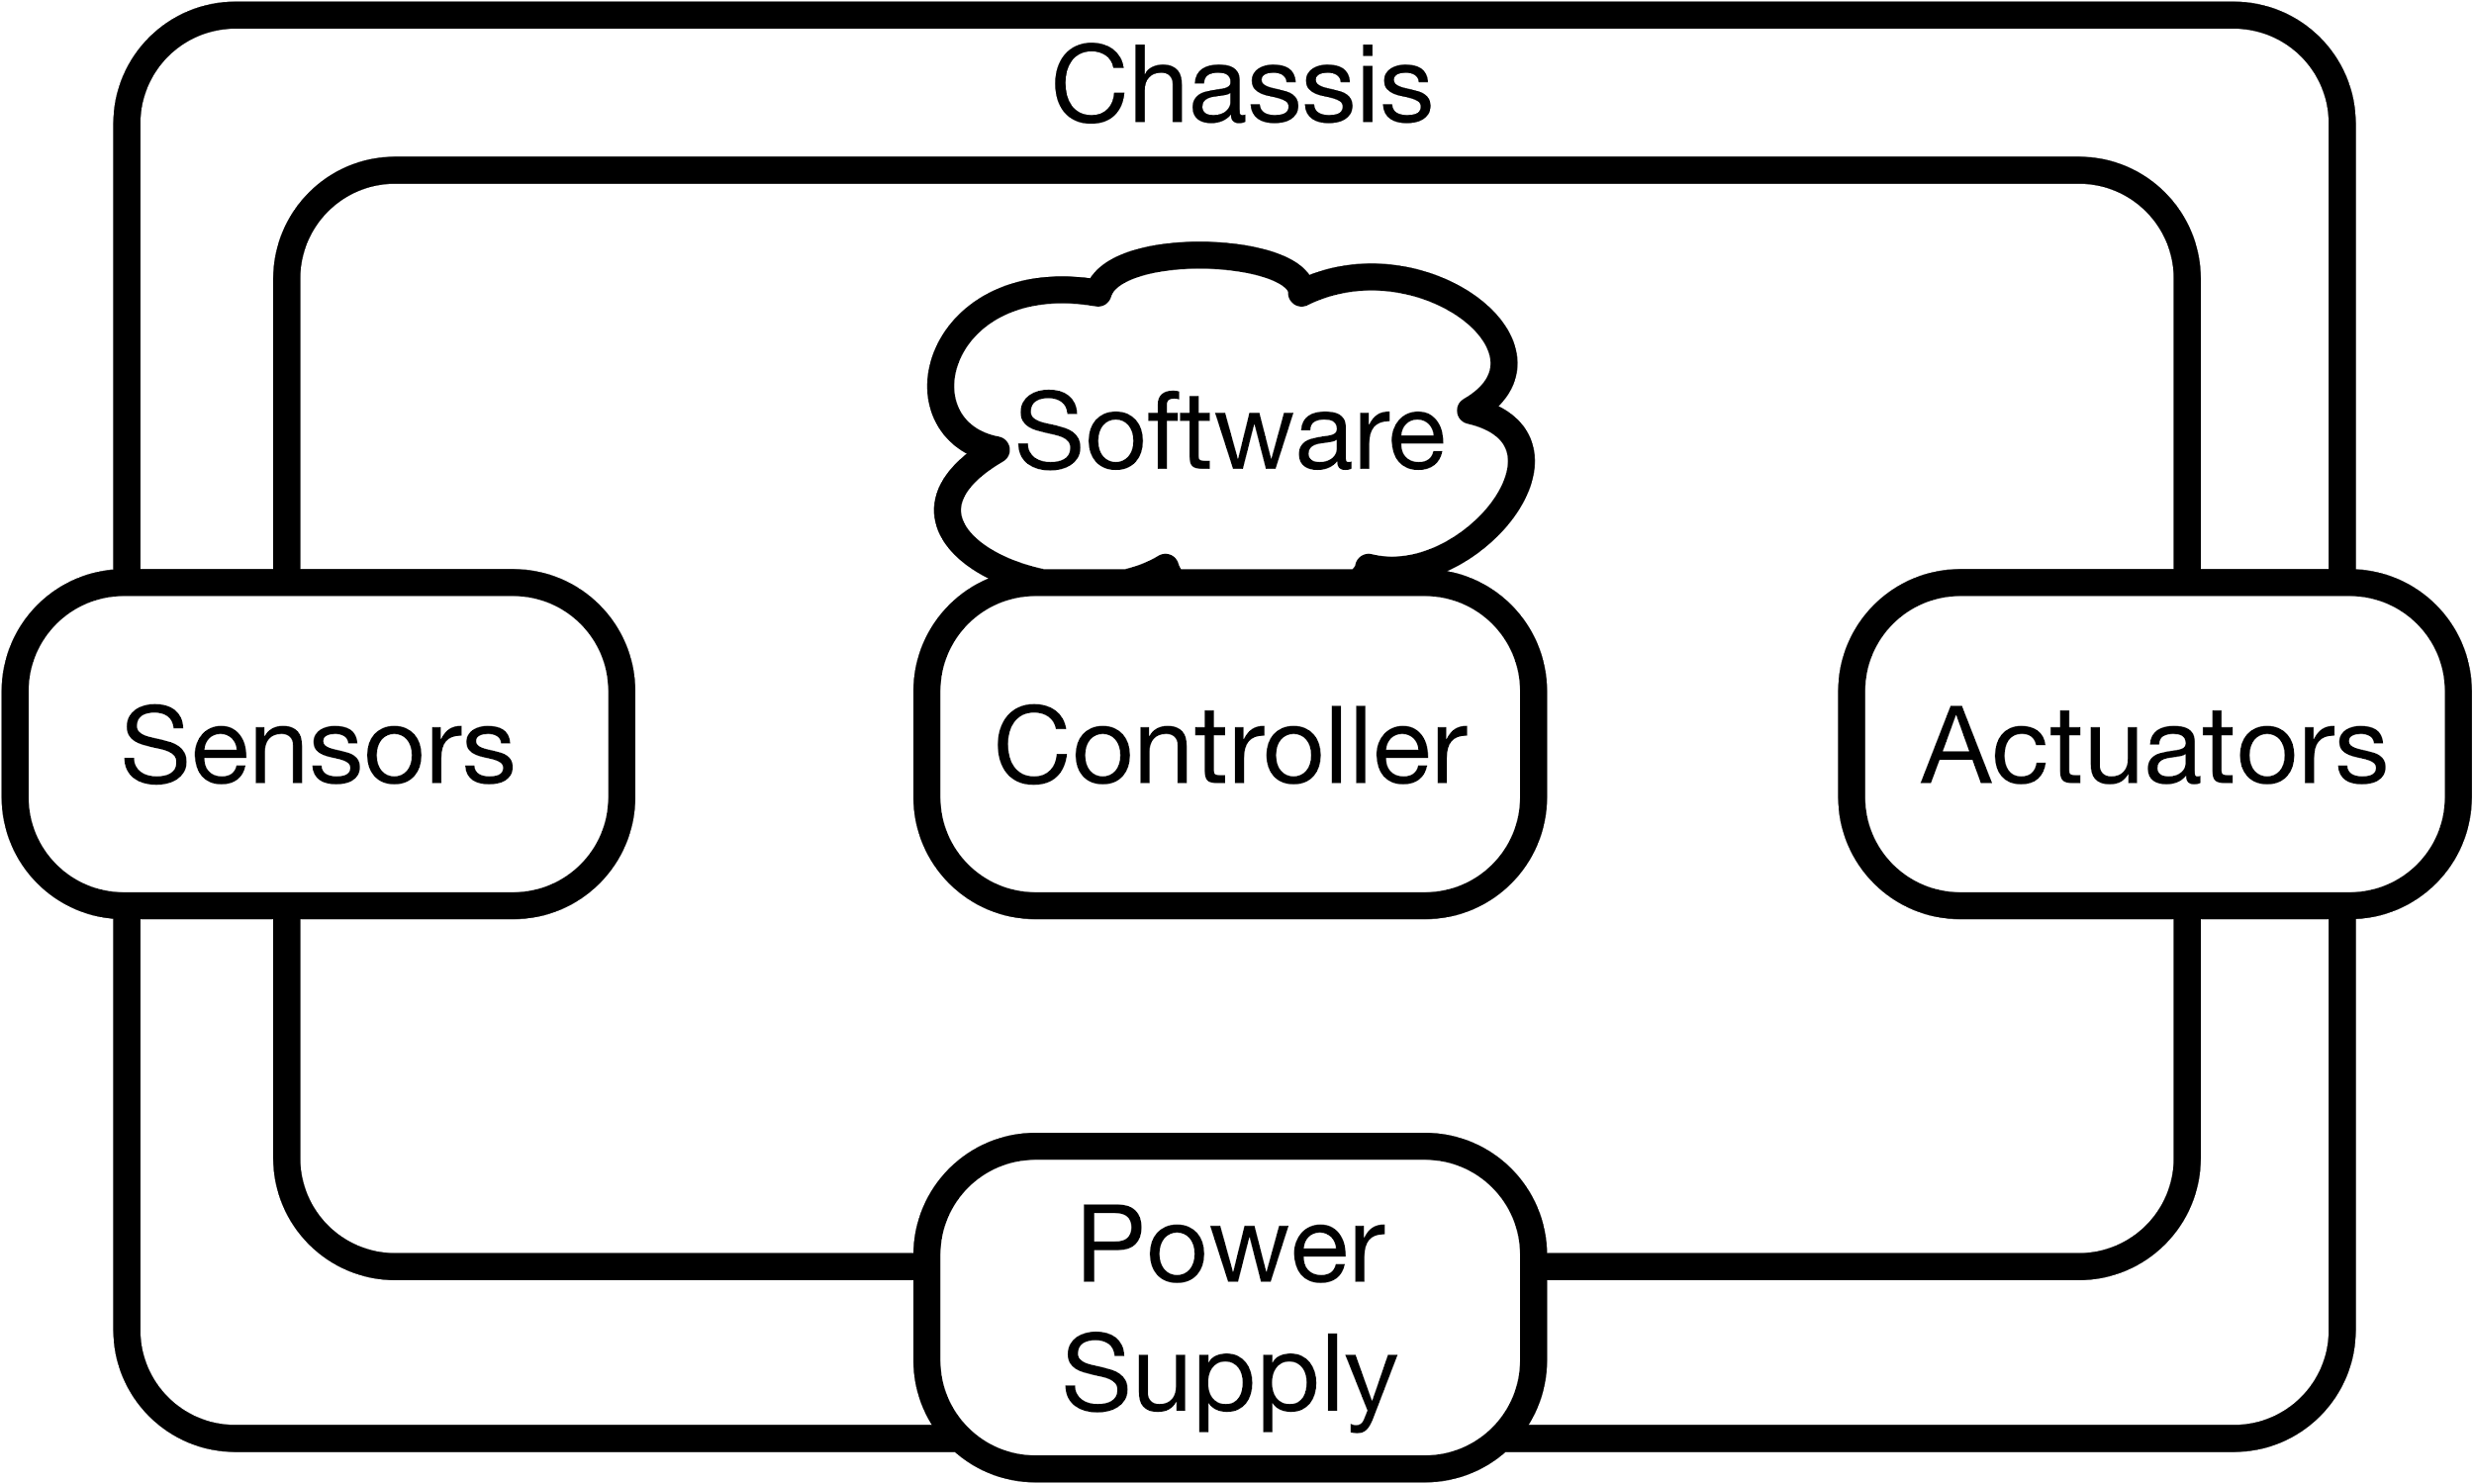 Chassis
Software
Sensors
Controller
Actuators
Power
Supply